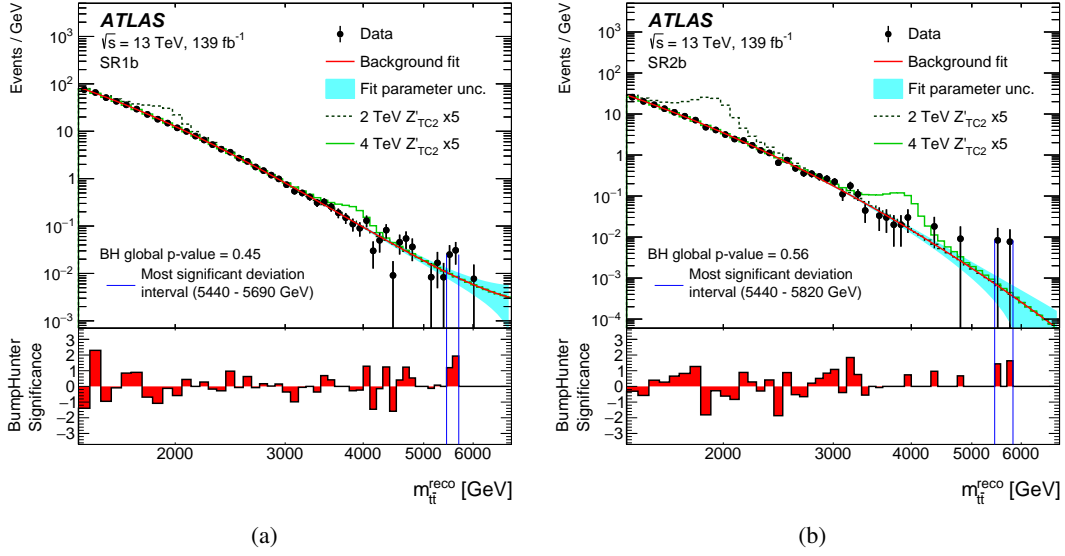 ATLAS
√s = 13 TeV, 139 fb⁻¹
SR1b
Data
Background fit
Fit parameter unc.
2 TeV Z'TC2 x5
4 TeV Z'TC2 x5
BH global p-value = 0.45
Most significant deviation
interval (5440 - 5690 GeV)
Events / GeV
10³
10²
10
1
10⁻¹
10⁻²
10⁻³
BumpHunter
Significance
3
2
1
0
−1
−2
−3
2000 3000 4000 5000 6000
m_tt̄^reco [GeV]
(a)
ATLAS
√s = 13 TeV, 139 fb⁻¹
SR2b
Data
Background fit
Fit parameter unc.
2 TeV Z'TC2 x5
4 TeV Z'TC2 x5
BH global p-value = 0.56
Most significant deviation
interval (5440 - 5820 GeV)
Events / GeV
10³
10²
10
1
10⁻¹
10⁻²
10⁻³
10⁻⁴
BumpHunter
Significance
3
2
1
0
−1
−2
−3
2000 3000 4000 5000 6000
m_tt̄^reco [GeV]
(b)